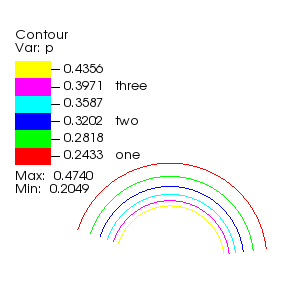 Contour
Var: p
0.4356
0.3971 three
0.3587
0.3202 two
0.2818
0.2433 one
Max: 0.4740
Min: 0.2049